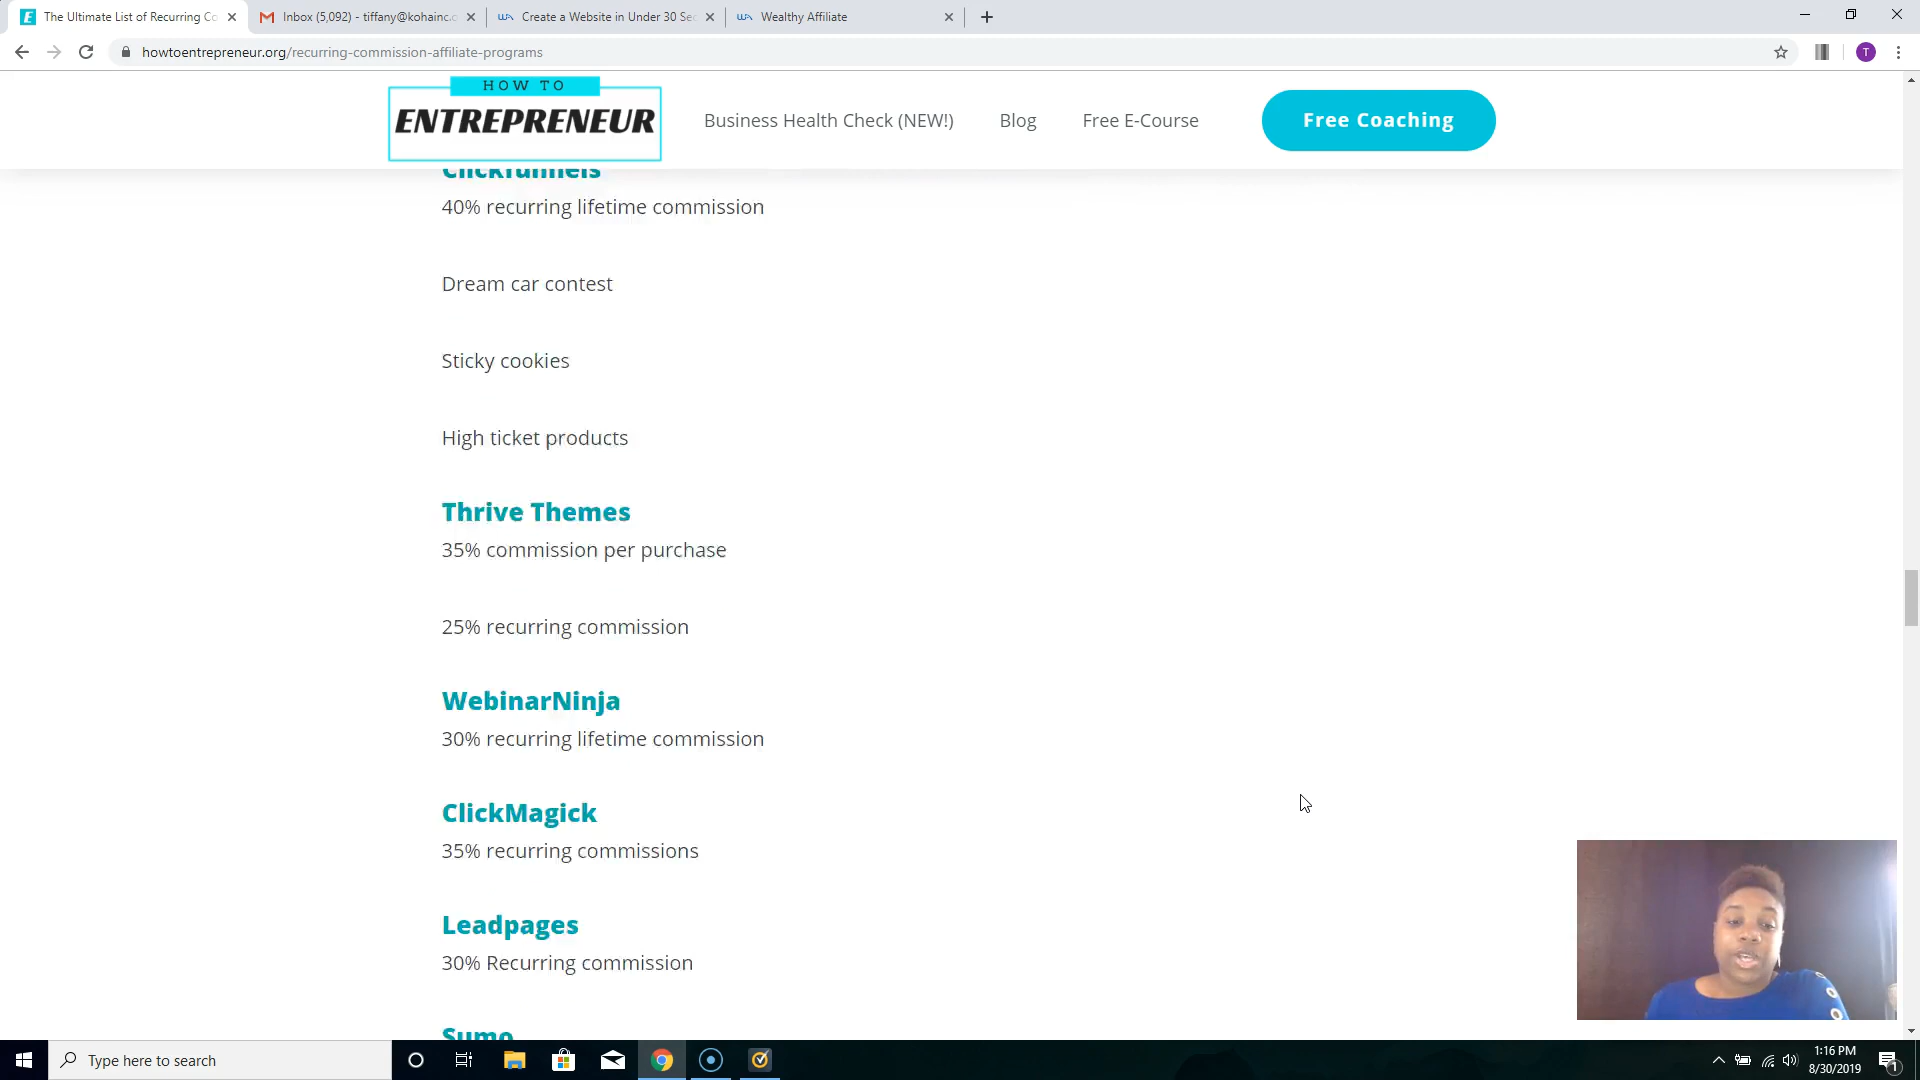 The Ultimate List of Recurring Co
Inbox (5,092) - tiffany@kohainc.c
Create a Website in Under 30 Sec
Wealthy Affiliate
howtoentrepreneur.org/recurring-commission-affiliate-programs
T
HOW TO
ENTREPRENEUR
Business Health Check (NEW!)
Blog
Free E-Course
Free Coaching
Clickfunnels
40% recurring lifetime commission
Dream car contest
Sticky cookies
High ticket products
Thrive Themes
35% commission per purchase
25% recurring commission
WebinarNinja
30% recurring lifetime commission
ClickMagick
35% recurring commissions
Leadpages
30% Recurring commission
Sumo
Type here to search
1:16 PM
8/30/2019
1